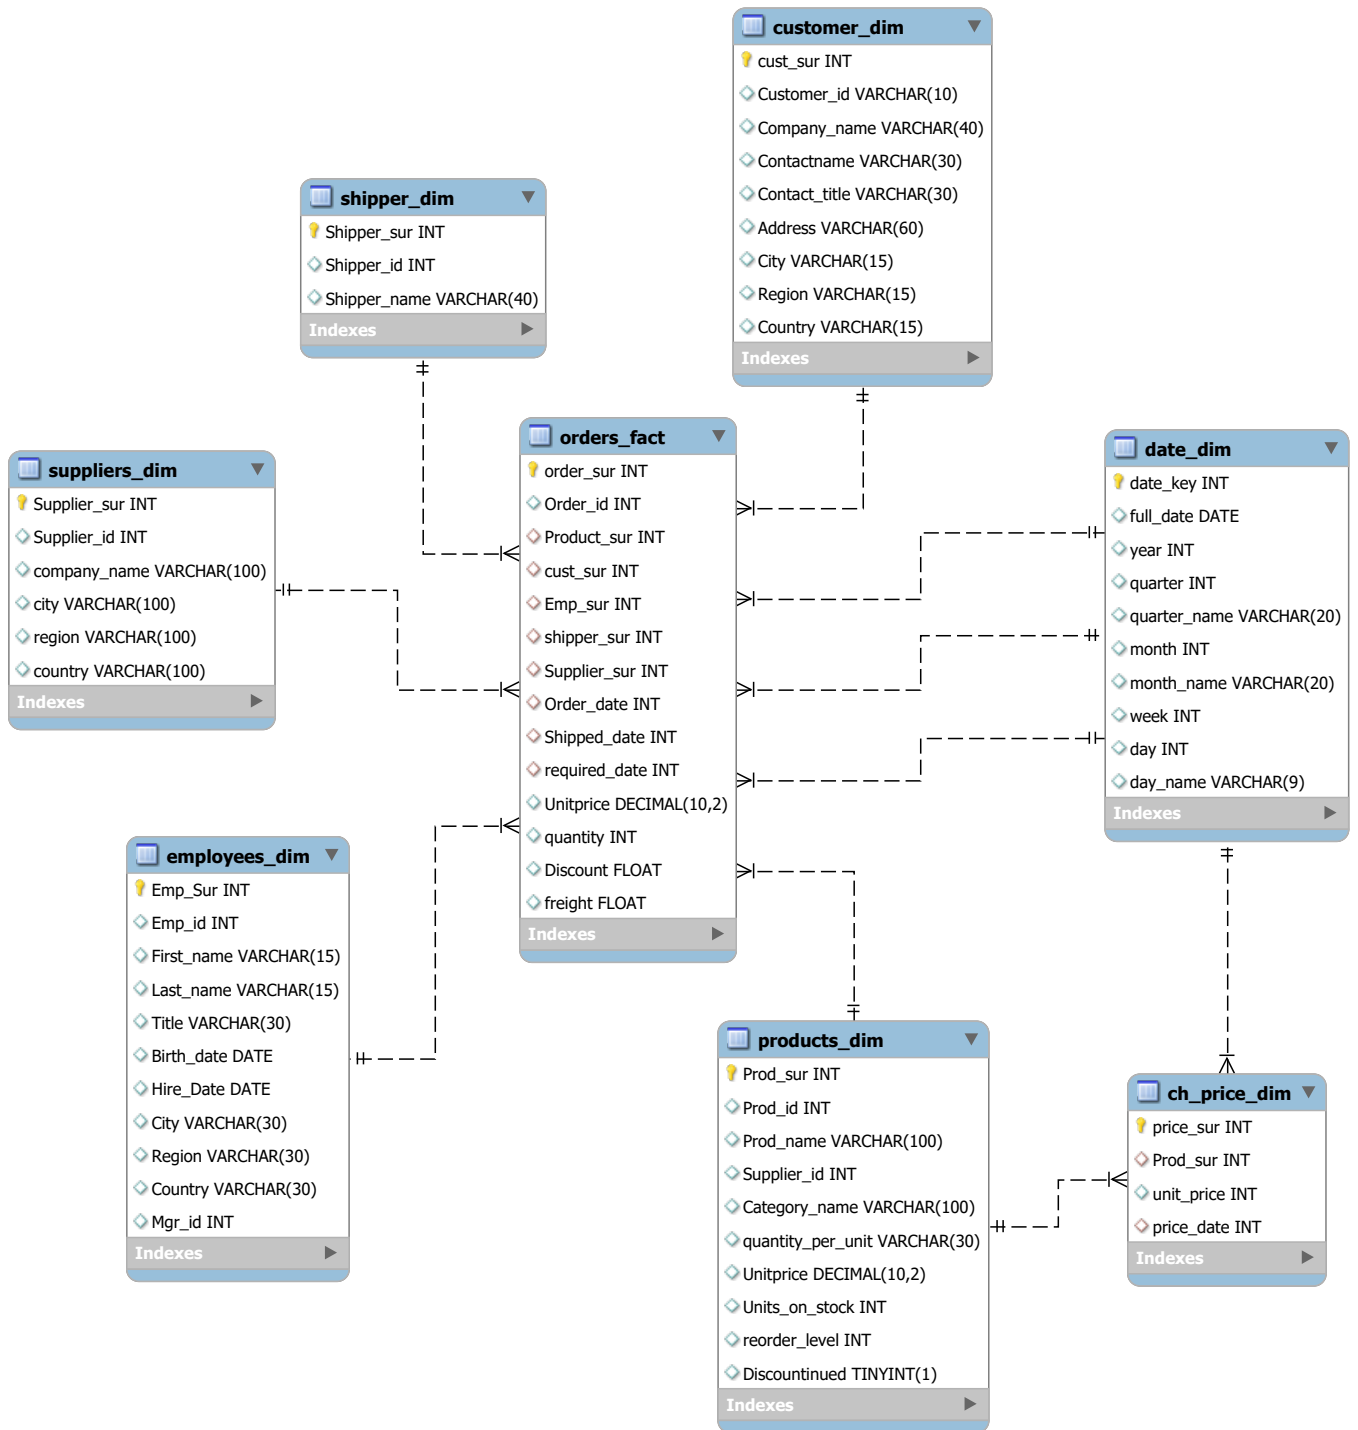 customer_dim
cust_sur INT
Customer_id VARCHAR(10)
Company_name VARCHAR(40)
Contactname VARCHAR(30)
Contact_title VARCHAR(30)
Address VARCHAR(60)
City VARCHAR(15)
Region VARCHAR(15)
Country VARCHAR(15)
Indexes
shipper_dim
Shipper_sur INT
Shipper_id INT
Shipper_name VARCHAR(40)
Indexes
suppliers_dim
Supplier_sur INT
Supplier_id INT
company_name VARCHAR(100)
city VARCHAR(100)
region VARCHAR(100)
country VARCHAR(100)
Indexes
orders_fact
order_sur INT
Order_id INT
Product_sur INT
cust_sur INT
Emp_sur INT
shipper_sur INT
Supplier_sur INT
Order_date INT
Shipped_date INT
required_date INT
Unitprice DECIMAL(10,2)
quantity INT
Discount FLOAT
freight FLOAT
Indexes
date_dim
date_key INT
full_date DATE
year INT
quarter INT
quarter_name VARCHAR(20)
month INT
month_name VARCHAR(20)
week INT
day INT
day_name VARCHAR(9)
Indexes
employees_dim
Emp_Sur INT
Emp_id INT
First_name VARCHAR(15)
Last_name VARCHAR(15)
Title VARCHAR(30)
Birth_date DATE
Hire_Date DATE
City VARCHAR(30)
Region VARCHAR(30)
Country VARCHAR(30)
Mgr_id INT
Indexes
products_dim
Prod_sur INT
Prod_id INT
Prod_name VARCHAR(100)
Supplier_id INT
Category_name VARCHAR(100)
quantity_per_unit VARCHAR(30)
Unitprice DECIMAL(10,2)
Units_on_stock INT
reorder_level INT
Discountinued TINYINT(1)
Indexes
ch_price_dim
price_sur INT
Prod_sur INT
unit_price INT
price_date INT
Indexes